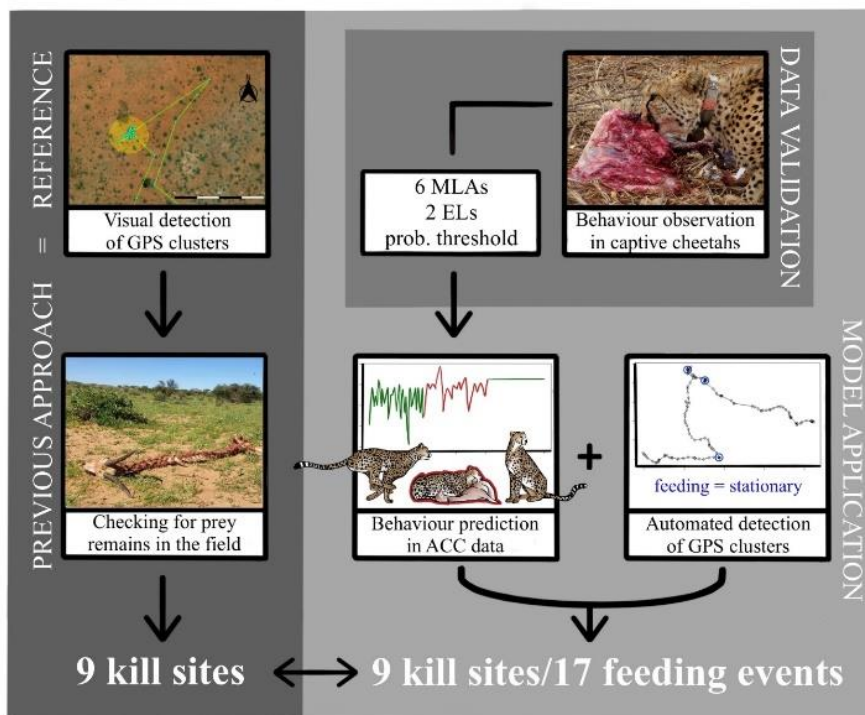 PREVIOUS APPROACH = REFERENCE
Visual detection
of GPS clusters
Checking for prey
remains in the field
9 kill sites
DATA VALIDATION
6 MLAs
2 ELs
prob. threshold
Behaviour observation
in captive cheetahs
MODEL APPLICATION
Behaviour prediction
in ACC data
+
feeding = stationary
Automated detection
of GPS clusters
9 kill sites/17 feeding events